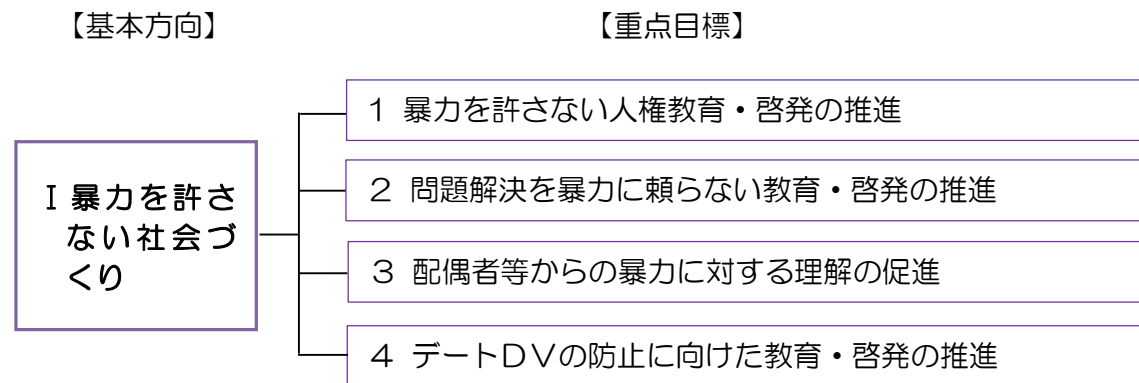 【基本方向】 【重点目標】
1 暴力を許さない人権教育・啓発の推進
Ⅰ 暴力を許さ
ない社会づ
くり
2 問題解決を暴力に頼らない教育・啓発の推進
3 配偶者等からの暴力に対する理解の促進
4 デートDVの防止に向けた教育・啓発の推進